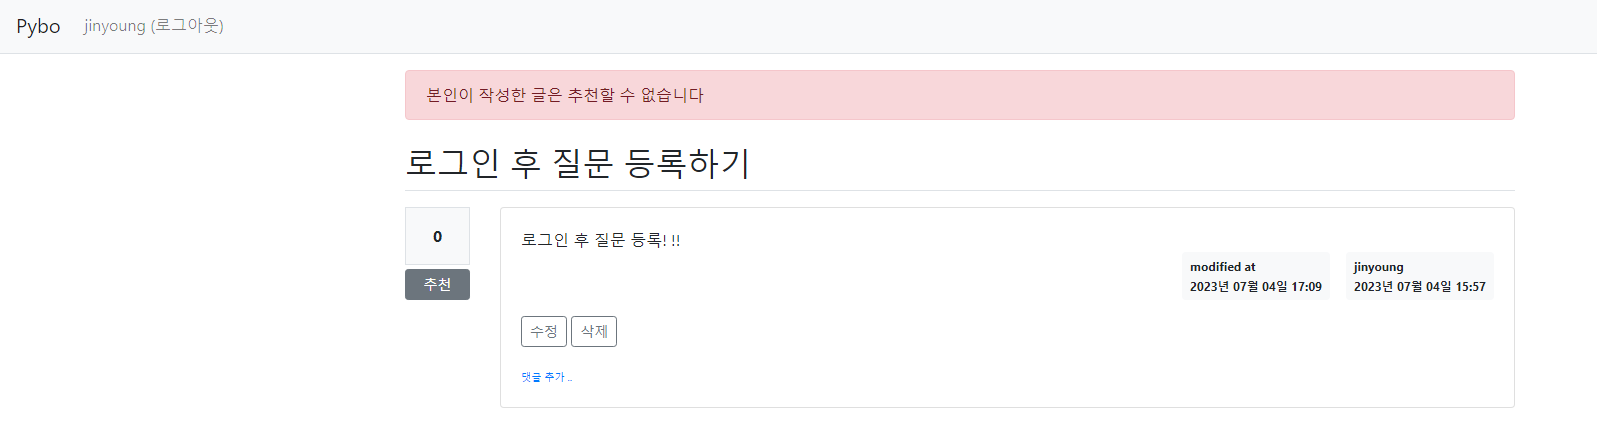 Pybo jinyoung (로그아웃)
본인이 작성한 글은 추천할 수 없습니다
로그인 후 질문 등록하기
0
추천
로그인 후 질문 등록! !!
modified at
2023년 07월 04일 17:09
jinyoung
2023년 07월 04일 15:57
수정 삭제
댓글 추가 ..